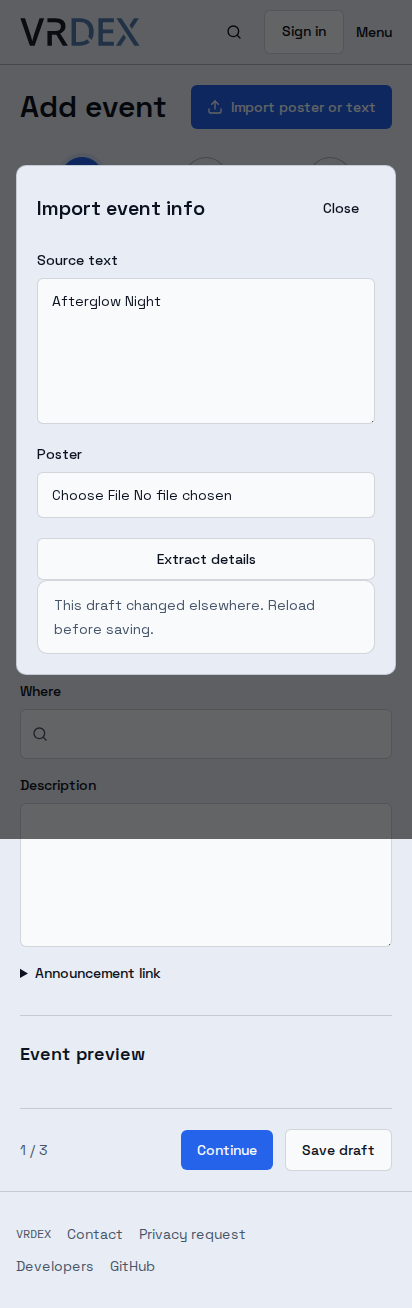 VRDEX
Sign in
Menu
Add event
Import poster or text
Import event info
Close
Source text
Afterglow Night
Poster
Choose File No file chosen
Extract details
This draft changed elsewhere. Reload
before saving.
Where
Description
Announcement link
Event preview
1 / 3
Continue
Save draft
VRDEX Contact Privacy request
Developers GitHub